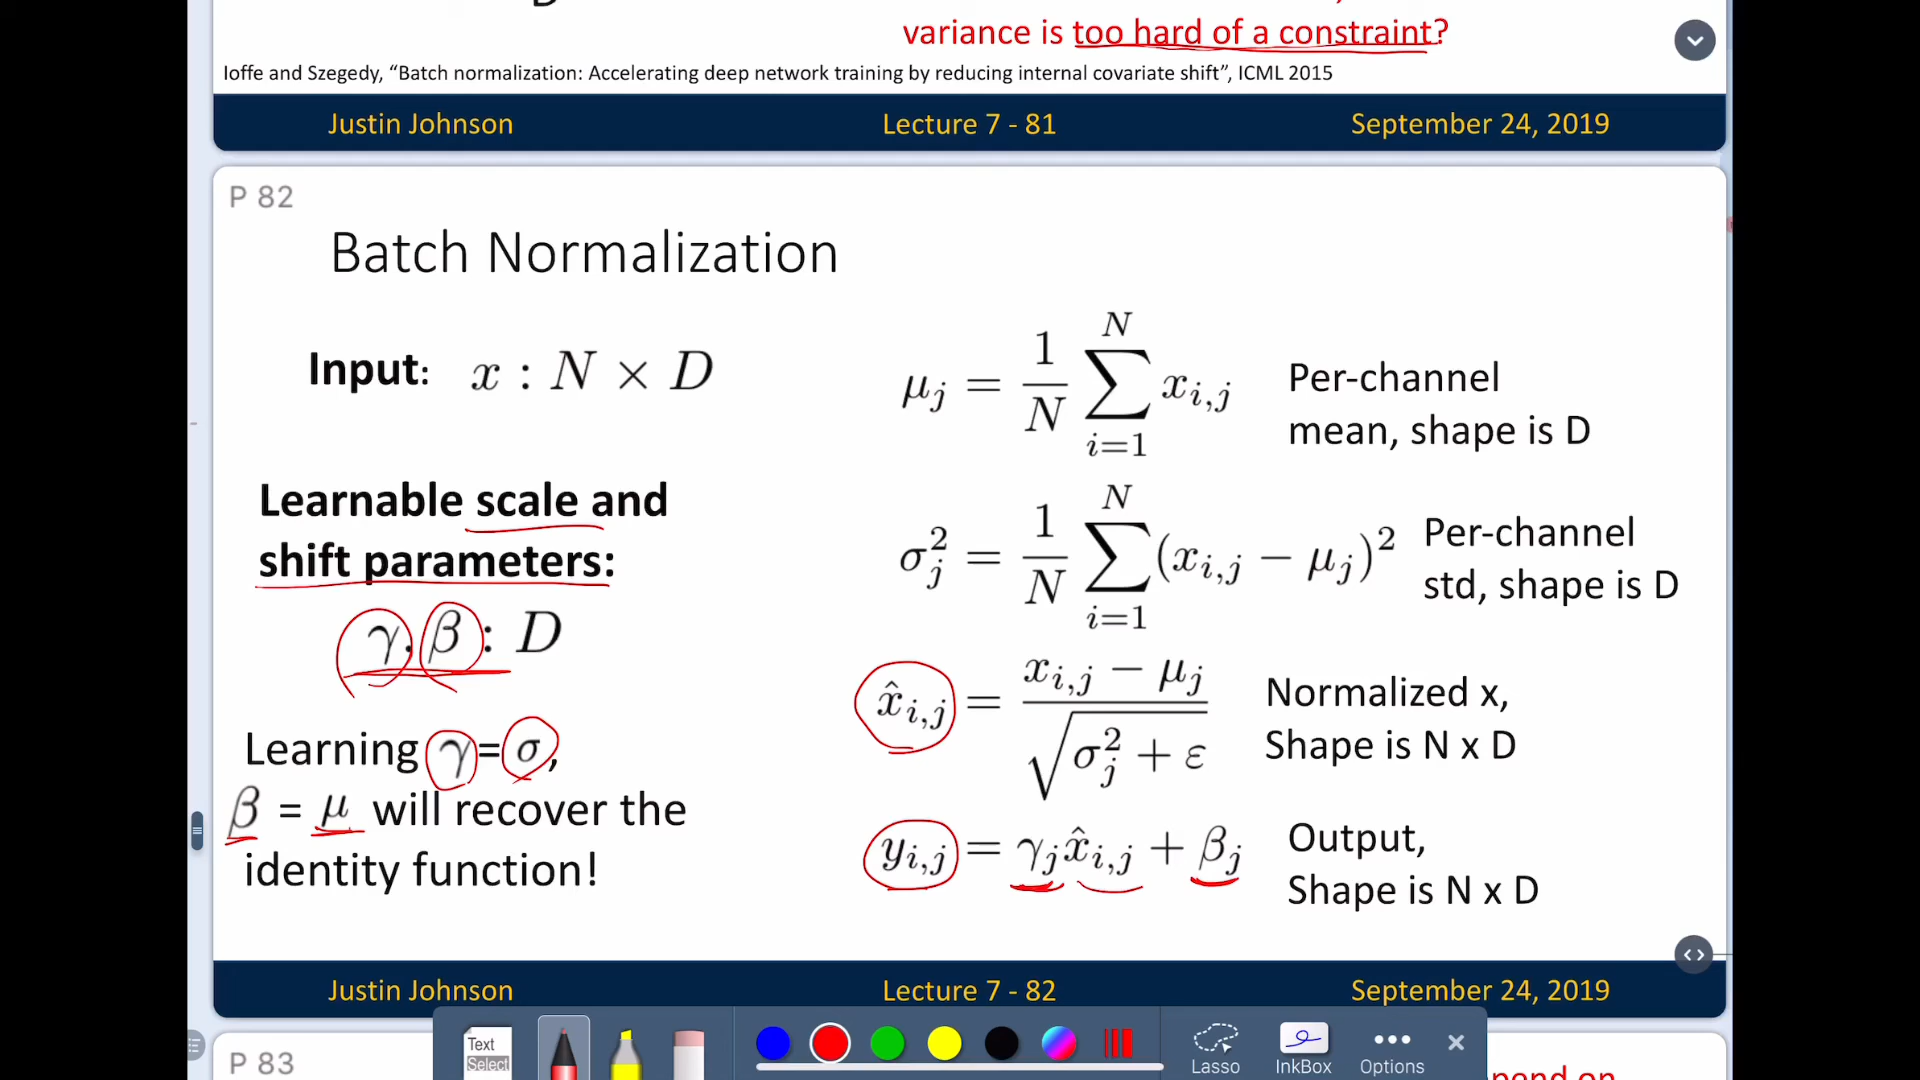 variance is too hard of a constraint?
Ioffe and Szegedy, “Batch normalization: Accelerating deep network training by reducing internal covariate shift”, ICML 2015
Justin Johnson
Lecture 7 - 81
September 24, 2019
P 82
Batch Normalization
Input: x : N × D
Learnable scale and
shift parameters:
γ, β : D
Learning γ = σ,
β = μ will recover the
identity function!
μ_j = 1/N ∑_{i=1}^{N} x_{i,j}
Per-channel
mean, shape is D
σ_j^2 = 1/N ∑_{i=1}^{N} (x_{i,j} − μ_j)^2
Per-channel
std, shape is D
x̂_{i,j} = (x_{i,j} − μ_j) / √(σ_j^2 + ε)
Normalized x,
Shape is N x D
y_{i,j} = γ_j x̂_{i,j} + β_j
Output,
Shape is N x D
Justin Johnson
Lecture 7 - 82
September 24, 2019
P 83
Text
Select
Lasso
InkBox
Options